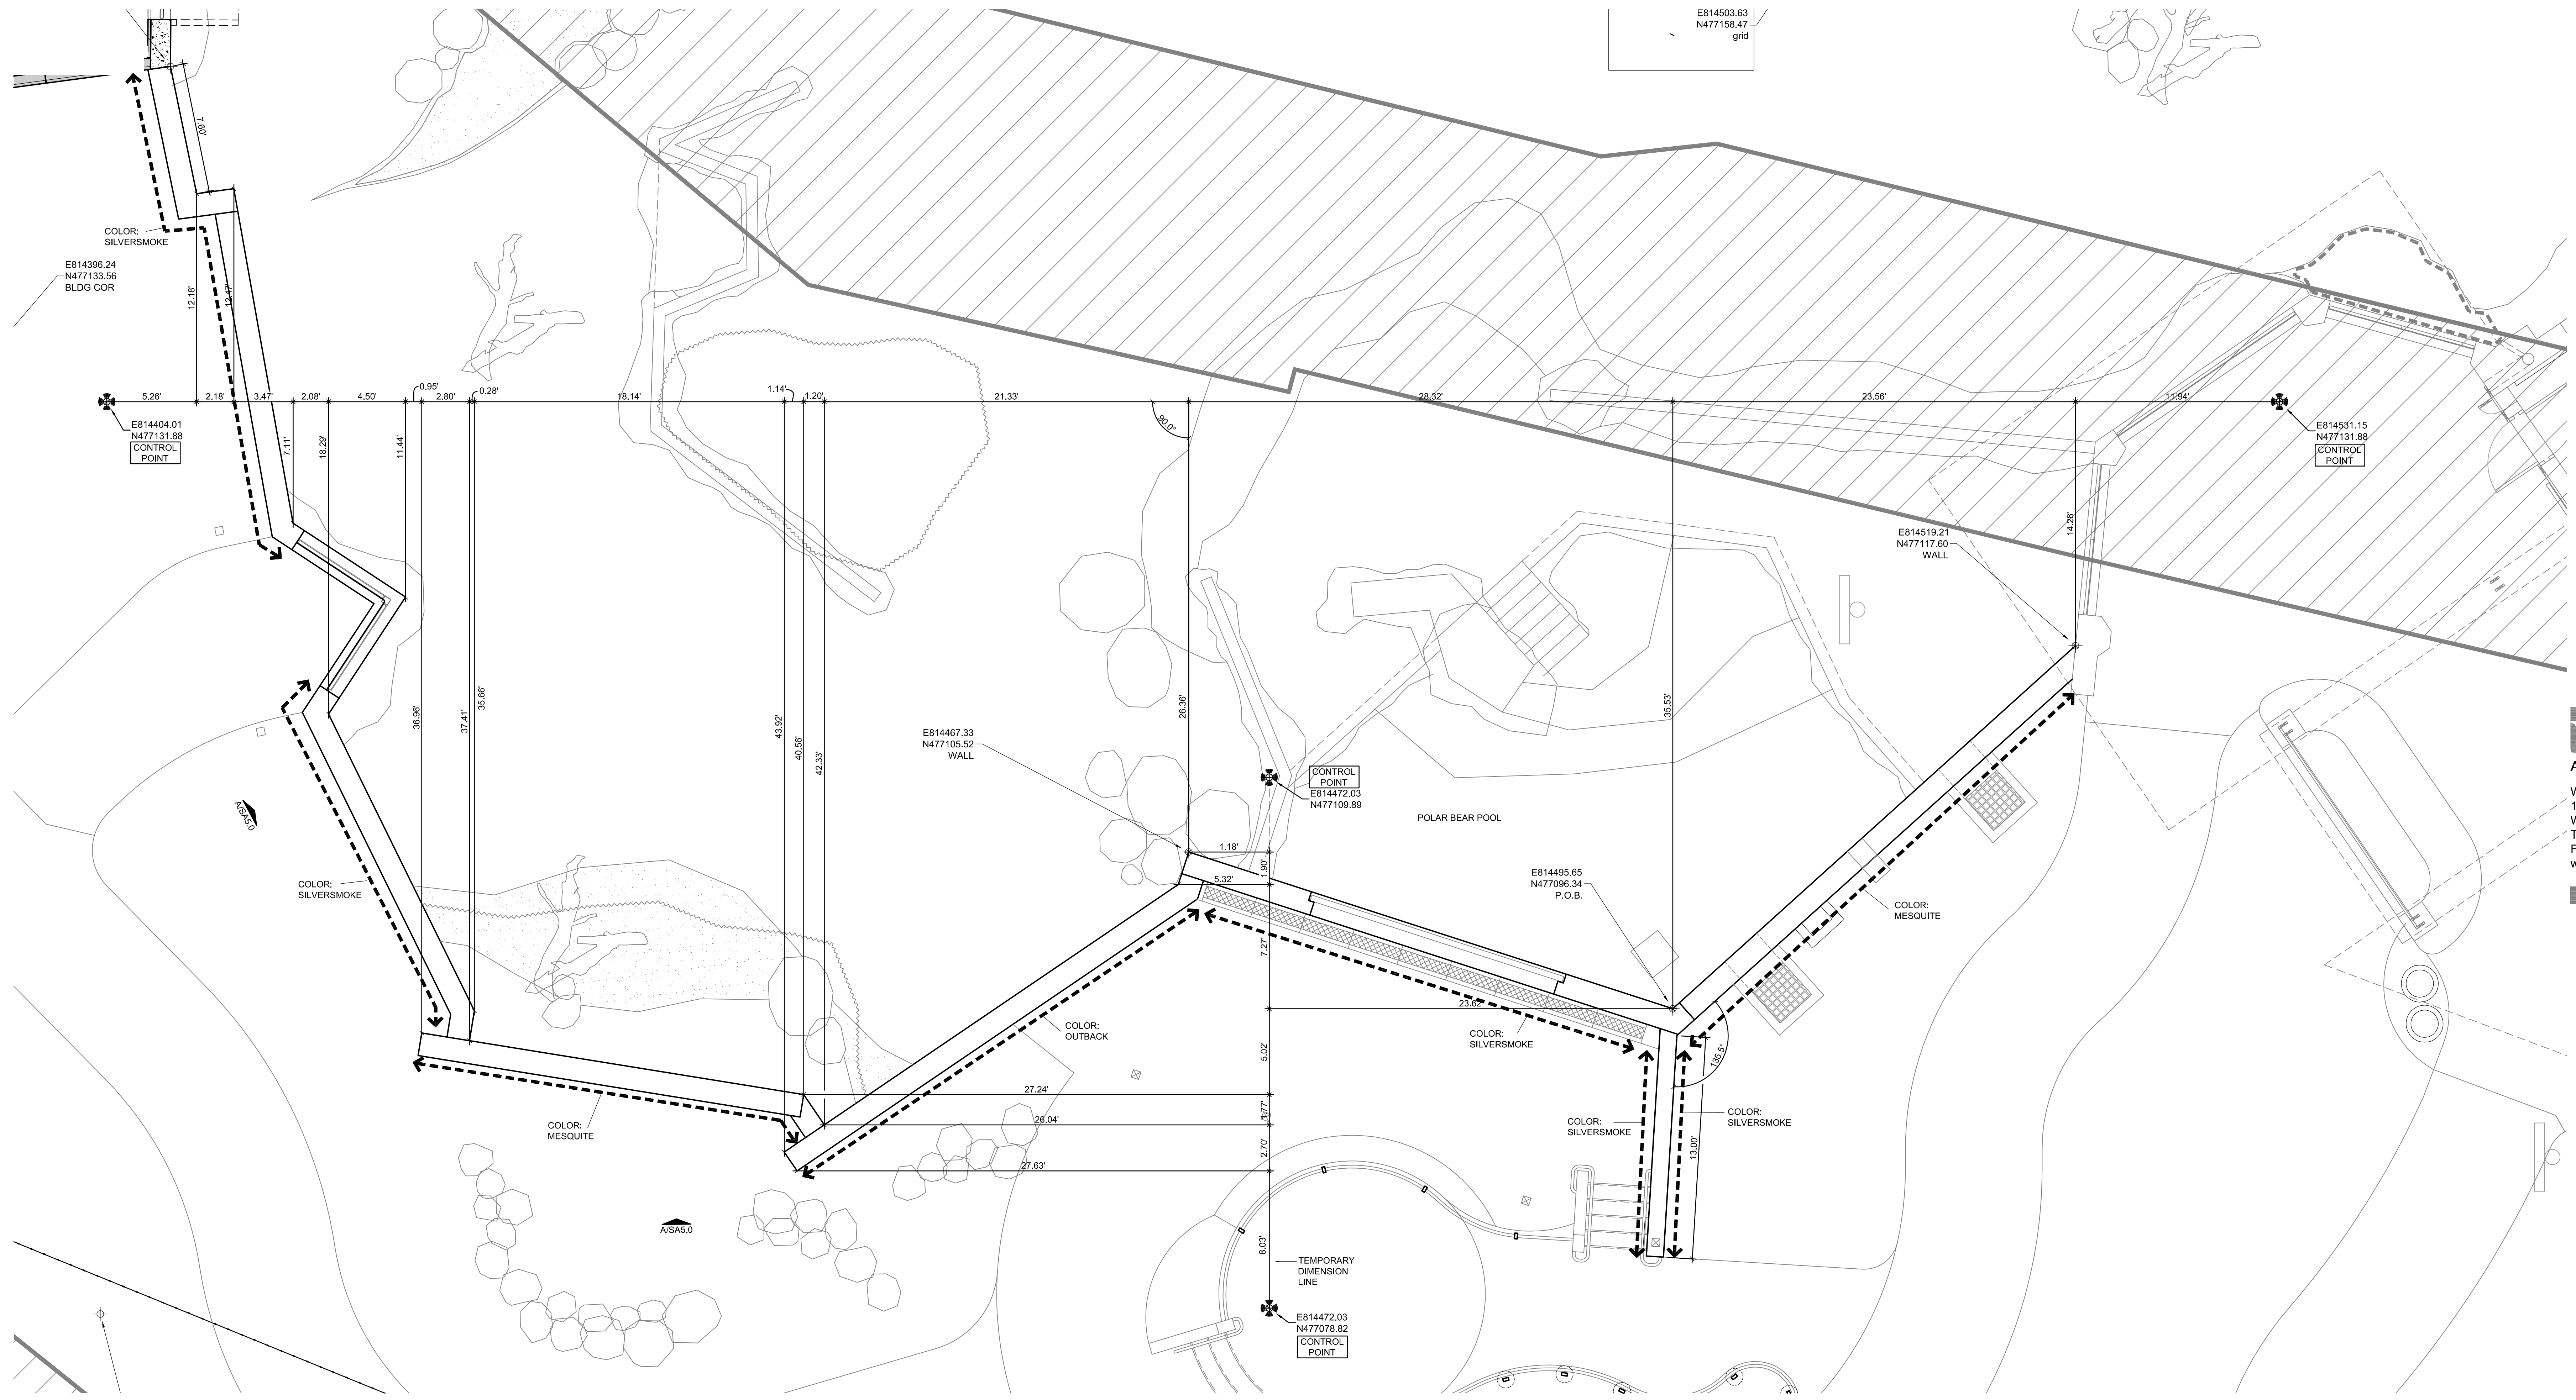 E814503.63
N477158.47
grid
7.60'
COLOR:
SILVERSMOKE
E814396.24
N477133.56
BLDG COR
12.18'
12.47'
5.26'
2.18'
3.47'
2.08'
4.50'
0.95'
2.80'
0.28'
18.14'
1.14'
1.20'
21.33'
28.32'
23.56'
11.94'
90.0°
E814404.01
N477131.88
CONTROL
POINT
E814531.15
N477131.88
CONTROL
POINT
7.11'
18.29'
11.44'
36.96'
37.41'
35.66'
43.92'
40.56'
42.33'
26.36'
35.53'
14.28'
E814519.21
N477117.60
WALL
E814467.33
N477105.52
WALL
CONTROL
POINT
E814472.03
N477109.89
POLAR BEAR POOL
A/SA5.0
1.18'
1.90'
5.32'
E814495.65
N477096.34
P.O.B.
COLOR:
SILVERSMOKE
COLOR:
MESQUITE
7.27'
23.62'
COLOR:
OUTBACK
COLOR:
SILVERSMOKE
5.02'
135.5°
27.24'
1.77'
26.04'
2.70'
27.63'
COLOR:
MESQUITE
COLOR:
SILVERSMOKE
COLOR:
SILVERSMOKE
13.00'
A/SA5.0
8.03'
TEMPORARY
DIMENSION
LINE
E814472.03
N477078.82
CONTROL
POINT